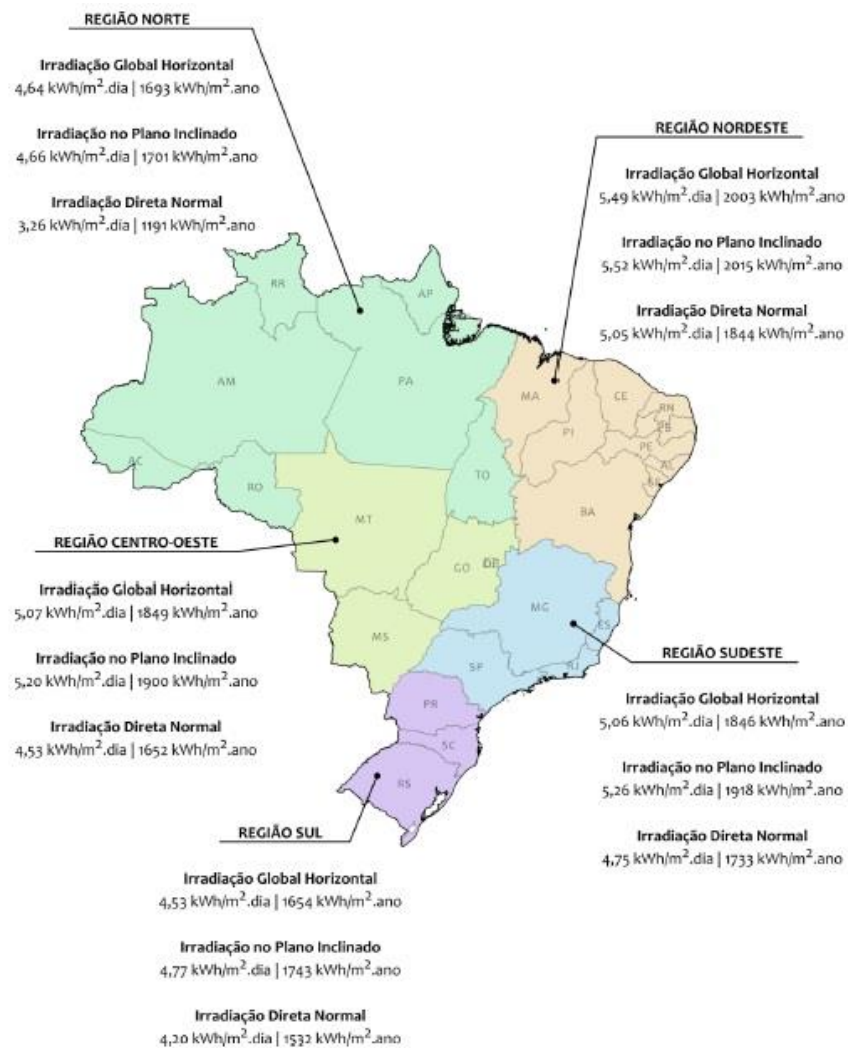 REGIÃO NORTE
Irradiação Global Horizontal
4,64 kWh/m².dia | 1693 kWh/m².ano
Irradiação no Plano Inclinado
4,66 kWh/m².dia | 1701 kWh/m².ano
Irradiação Direta Normal
3,26 kWh/m².dia | 1191 kWh/m².ano
REGIÃO NORDESTE
Irradiação Global Horizontal
5,49 kWh/m².dia | 2003 kWh/m².ano
Irradiação no Plano Inclinado
5,52 kWh/m².dia | 2015 kWh/m².ano
Irradiação Direta Normal
5,05 kWh/m².dia | 1844 kWh/m².ano
RR
AP
AM
PA
MA
CE
RN
PB
PI
PE
AL
AC
TO
RO
BA
MT
GO
MG
ES
MS
SP
RJ
PR
SC
RS
REGIÃO CENTRO-OESTE
Irradiação Global Horizontal
5,07 kWh/m².dia | 1849 kWh/m².ano
Irradiação no Plano Inclinado
5,20 kWh/m².dia | 1900 kWh/m².ano
Irradiação Direta Normal
4,53 kWh/m².dia | 1652 kWh/m².ano
REGIÃO SUDESTE
Irradiação Global Horizontal
5,06 kWh/m².dia | 1846 kWh/m².ano
Irradiação no Plano Inclinado
5,26 kWh/m².dia | 1918 kWh/m².ano
Irradiação Direta Normal
4,75 kWh/m².dia | 1733 kWh/m².ano
REGIÃO SUL
Irradiação Global Horizontal
4,53 kWh/m².dia | 1654 kWh/m².ano
Irradiação no Plano Inclinado
4,77 kWh/m².dia | 1743 kWh/m².ano
Irradiação Direta Normal
4,20 kWh/m².dia | 1532 kWh/m².ano